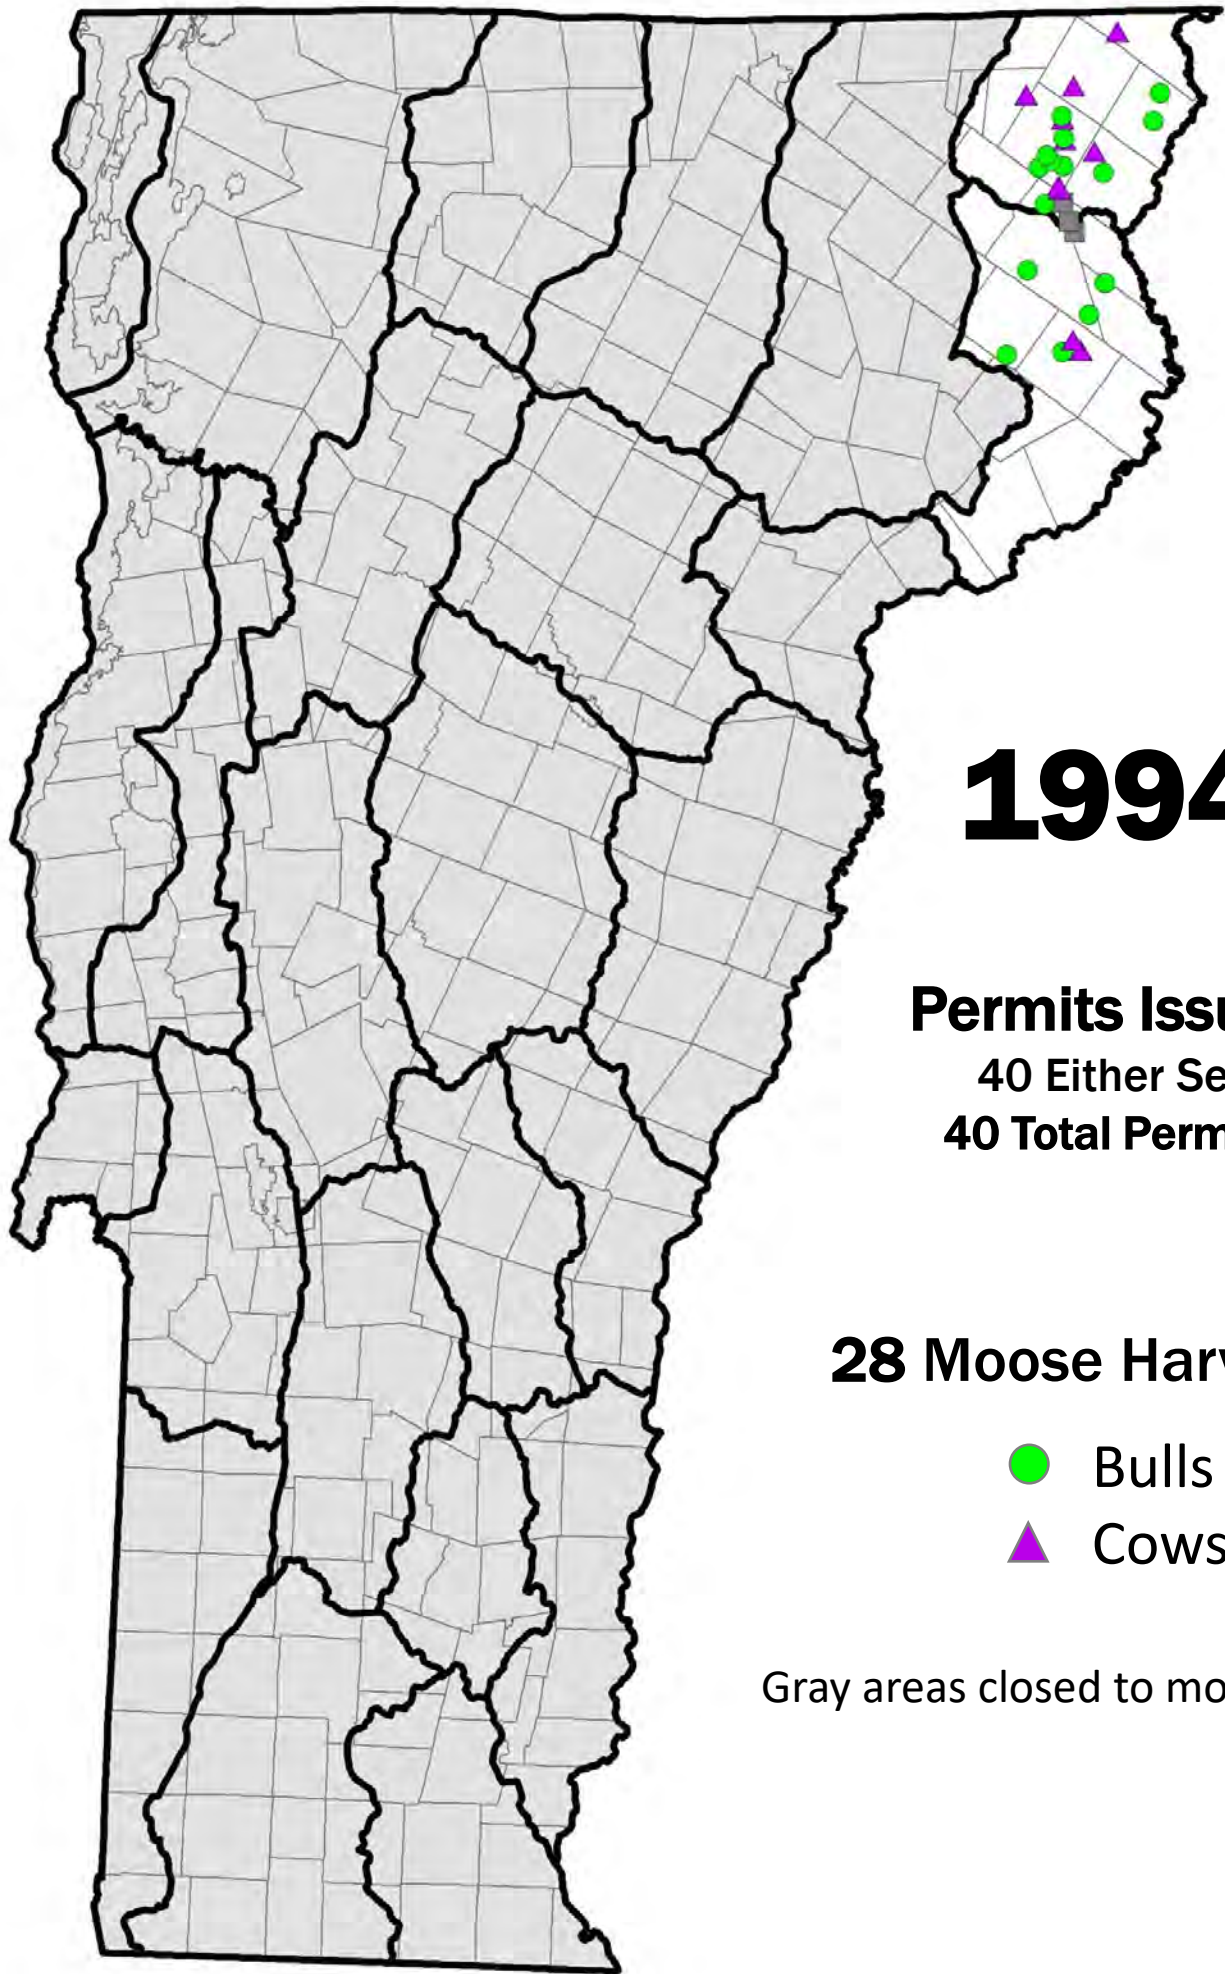 1994
Permits Issu
40 Either Se
40 Total Perm
28 Moose Harv
Bulls
Cows
Gray areas closed to mo